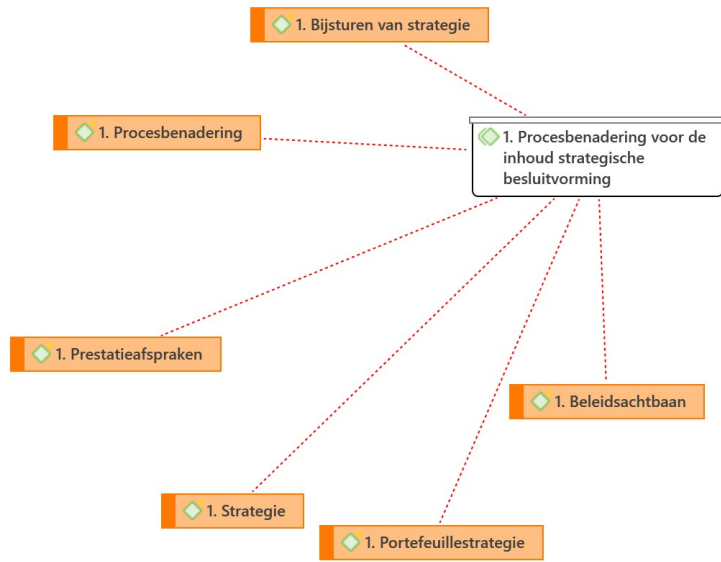 1. Bijsturen van strategie
1. Procesbenadering
1. Procesbenadering voor de
inhoud strategische
besluitvorming
1. Prestatieafspraken
1. Beleidsachtbaan
1. Strategie
1. Portefeuillestrategie